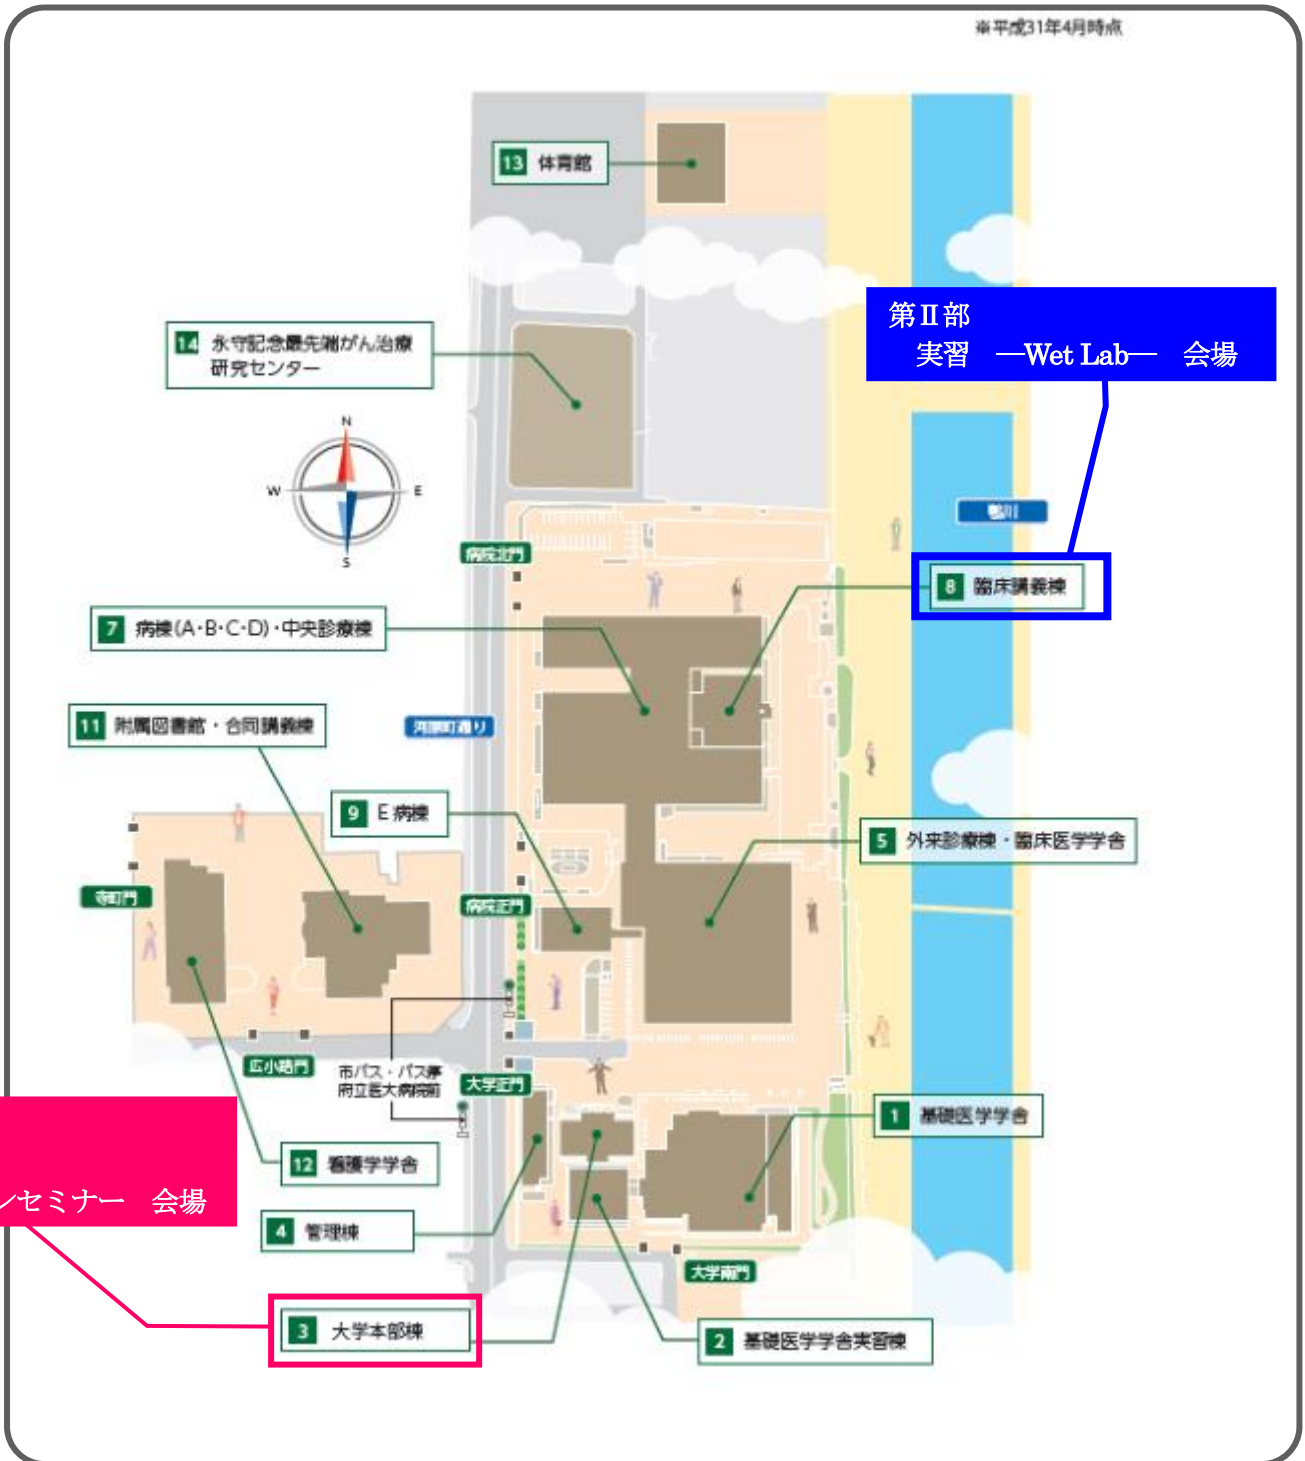 ※平成31年4月時点
13 体育館
第Ⅱ部
実習 ―Wet Lab― 会場
14 永守記念最先端がん治療
研究センター
N
W
E
S
鴨川
病院北門
8 臨床講義棟
7 病棟(A・B・C・D)・中央診療棟
11 附属図書館・合同講義棟
河原町通り
9 E病棟
5 外来診療棟・臨床医学学舎
寺町門
病院正門
広小路門
市バス・バス停
府立医大病院前
大学正門
1 基礎医学学舎
12 看護学学舎
ンセミナー 会場
4 管理棟
大学南門
3 大学本部棟
2 基礎医学学舎実習棟